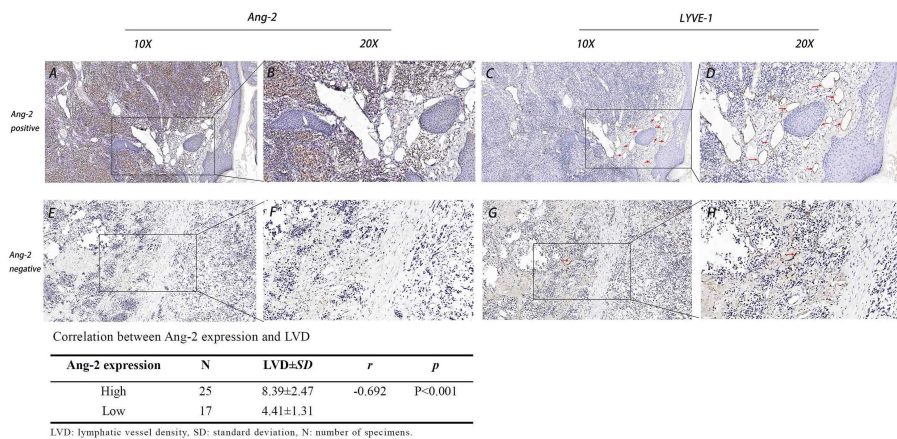 Ang-2 LYVE-1
10X 20X 10X 20X
A B C D
Ang-2
positive
E F G H
Ang-2
negative
Correlation between Ang-2 expression and LVD
Ang-2 expression N LVD±SD r p
High 25 8.39±2.47 -0.692 P<0.001
Low 17 4.41±1.31
LVD: lymphatic vessel density, SD: standard deviation, N: number of specimens.